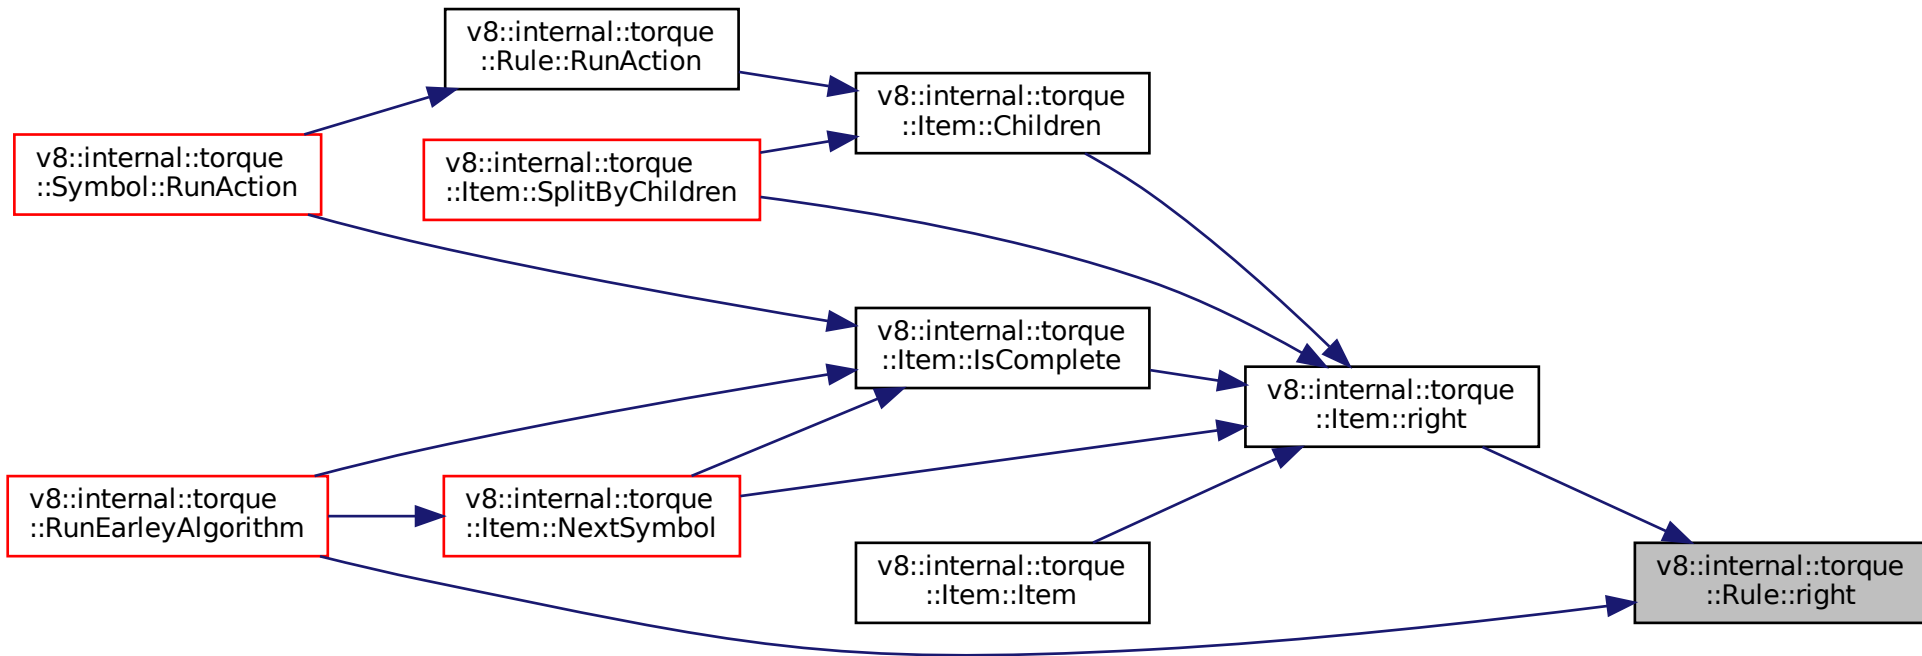 v8::internal::torque
::Rule::RunAction
v8::internal::torque
::Item::Children
v8::internal::torque
::Symbol::RunAction
v8::internal::torque
::Item::SplitByChildren
v8::internal::torque
::Item::IsComplete
v8::internal::torque
::Item::right
v8::internal::torque
::RunEarleyAlgorithm
v8::internal::torque
::Item::NextSymbol
v8::internal::torque
::Item::Item
v8::internal::torque
::Rule::right